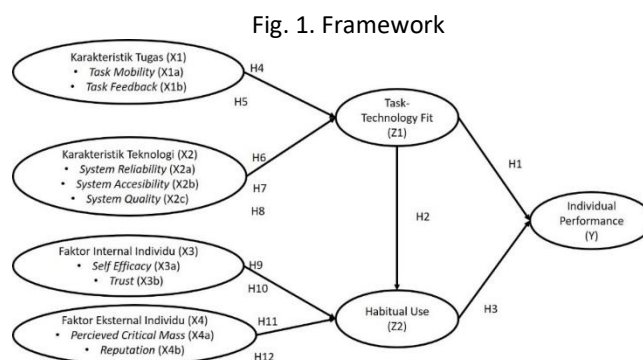 Fig. 1. Framework
Karakteristik Tugas (X1)
• Task Mobility (X1a)
• Task Feedback (X1b)
H4
H5
Karakteristik Teknologi (X2)
• System Reliability (X2a)
• System Accesibility (X2b)
• System Quality (X2c)
H6
H7
H8
Faktor Internal Individu (X3)
• Self Efficacy (X3a)
• Trust (X3b)
H9
H10
Faktor Eksternal Individu (X4)
• Percieved Critical Mass (X4a)
• Reputation (X4b)
H11
H12
Task-
Technology Fit
(Z1)
H2
Habitual Use
(Z2)
H1
H3
Individual
Performance
(Y)